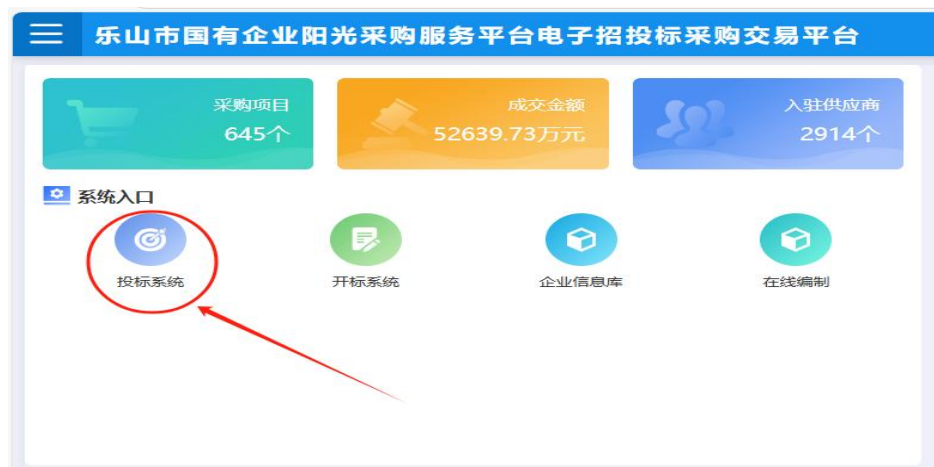 乐山市国有企业阳光采购服务平台电子招投标采购交易平台
采购项目
645个
成交金额
52639.73万元
入驻供应商
2914个
系统入口
投标系统
开标系统
企业信息库
在线编制